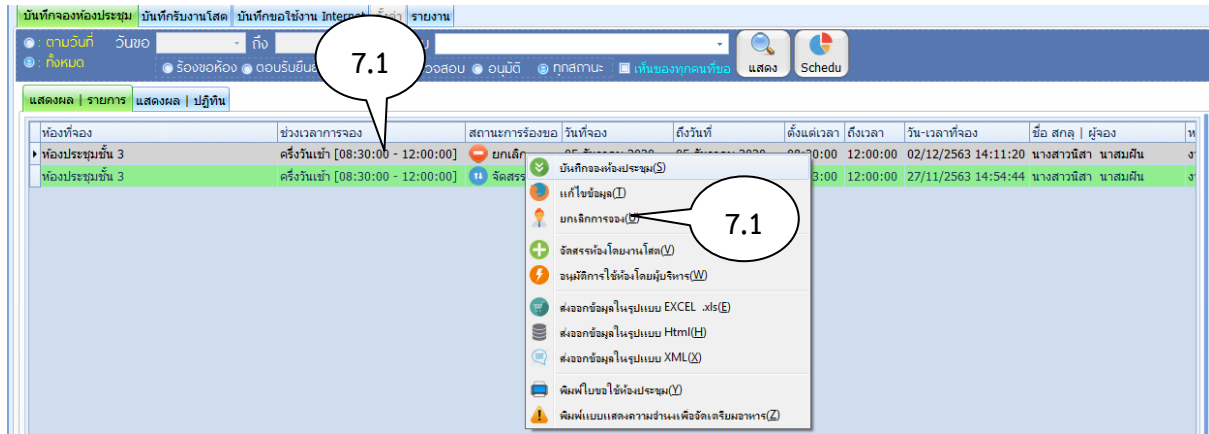 บันทึกจองห้องประชุม บันทึกรับงานโสต บันทึกขอใช้งาน Internet รายงาน
: ตามวันที่ วันขอ ถึง
: ทั้งหมด ร้องขอห้อง ตอบรับยืน วจสอบ อนุมัติ ทุกสถานะ เห็นของทุกคนที่ขอ แสดง Schedu
7.1
แสดงผล | รายการ แสดงผล | ปฏิทิน
ห้องที่จอง ช่วงเวลาการจอง สถานะการร้องขอ วันที่จอง ถึงวันที่ ตั้งแต่เวลา ถึงเวลา วัน-เวลาที่จอง ชื่อ สกล | ผู้จอง ห
ห้องประชุมชั้น 3 ครึ่งวันเช้า [08:30:00 - 12:00:00] ยกเลิก 12:00:00 02/12/2563 14:11:20 นางสาวนิสา นาสมฝัน
ห้องประชุมชั้น 3 ครึ่งวันเช้า [08:30:00 - 12:00:00] จัดสรร 12:00:00 27/11/2563 14:54:44 นางสาวนิสา นาสมฝัน
บันทึกจองห้องประชุม(S)
แก้ไขข้อมูล(T)
ยกเลิกการจอง(U)
7.1
จัดสรรห้องโดยงานโสต(V)
อนุมัติการใช้ห้องโดยผู้บริหาร(W)
ส่งออกข้อมูลในรูปแบบ EXCEL .xls(E)
ส่งออกข้อมูลในรูปแบบ Html(H)
ส่งออกข้อมูลในรูปแบบ XML(X)
พิมพ์ใบขอใช้ห้องประชุม(Y)
พิมพ์แบบแสดงความจำนงเพื่อจัดเตรียมอาหาร(Z)